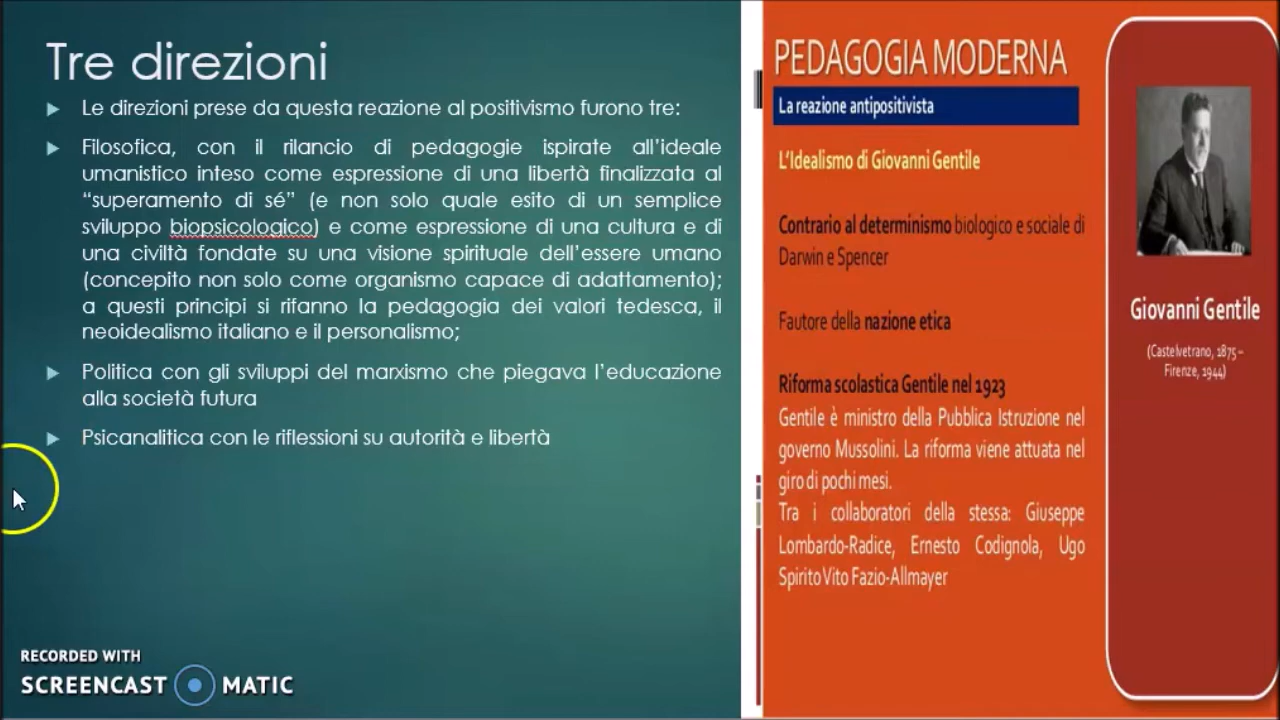 Tre direzioni
Le direzioni prese da questa reazione al positivismo furono tre:
Filosofica, con il rilancio di pedagogie ispirate all'ideale
umanistico inteso come espressione di una libertà finalizzata al
“superamento di sé” (e non solo quale esito di un semplice
sviluppo biopsicologico) e come espressione di una cultura e di
una civiltà fondate su una visione spirituale dell'essere umano
(concepito non solo come organismo capace di adattamento);
a questi principi si rifanno la pedagogia dei valori tedesca, il
neoidealismo italiano e il personalismo;
Politica con gli sviluppi del marxismo che piegava l'educazione
alla società futura
Psicanalitica con le riflessioni su autorità e libertà
RECORDED WITH
SCREENCAST MATIC
PEDAGOGIA MODERNA
La reazione antipositivista
L'Idealismo di Giovanni Gentile
Contrario al determinismo biologico e sociale di
Darwin e Spencer
Fautore della nazione etica
Riforma scolastica Gentile nel 1923
Gentile è ministro della Pubblica Istruzione nel
governo Mussolini. La riforma viene attuata nel
giro di pochi mesi.
Tra i collaboratori della stessa: Giuseppe
Lombardo-Radice, Ernesto Codignola, Ugo
Spirito Vito Fazio-Allmayer
Giovanni Gentile
(Castelvetrano, 1875 –
Firenze, 1944)